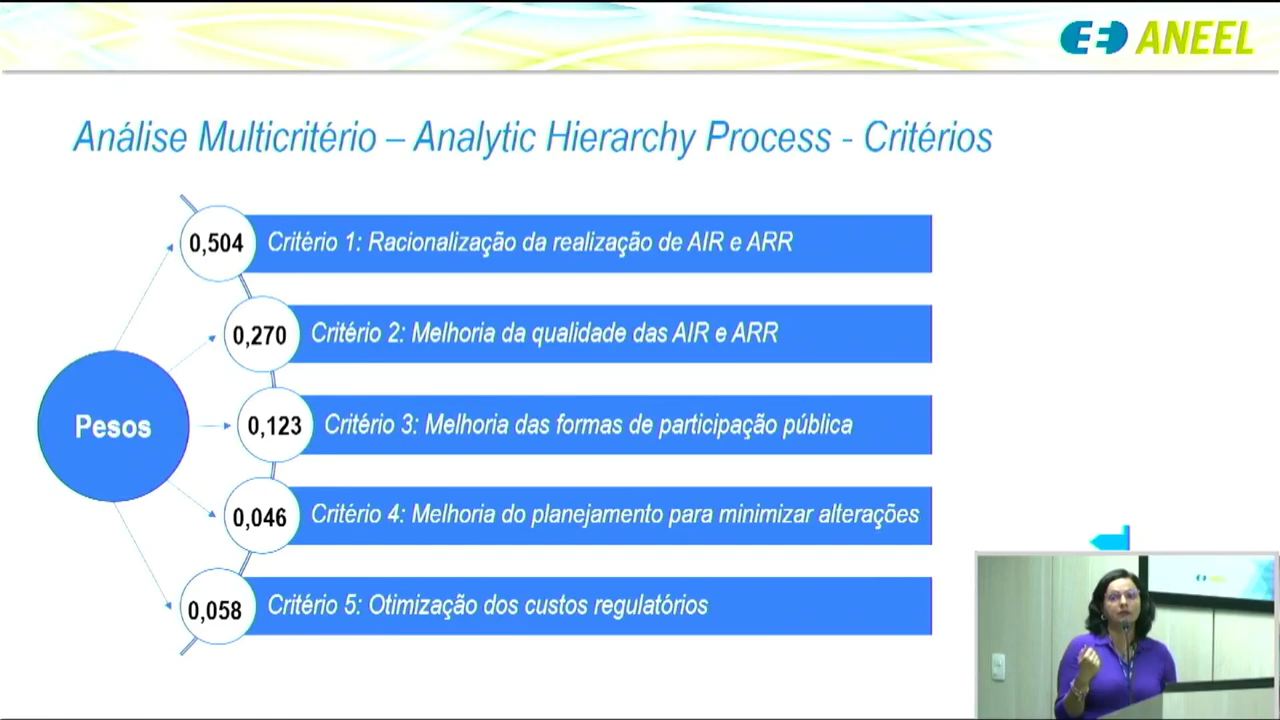 ANEEL
Análise Multicritério – Analytic Hierarchy Process - Critérios
0,504
Critério 1: Racionalização da realização de AIR e ARR
0,270
Critério 2: Melhoria da qualidade das AIR e ARR
Pesos
0,123
Critério 3: Melhoria das formas de participação pública
0,046
Critério 4: Melhoria do planejamento para minimizar alterações
0,058
Critério 5: Otimização dos custos regulatórios
ANEEL